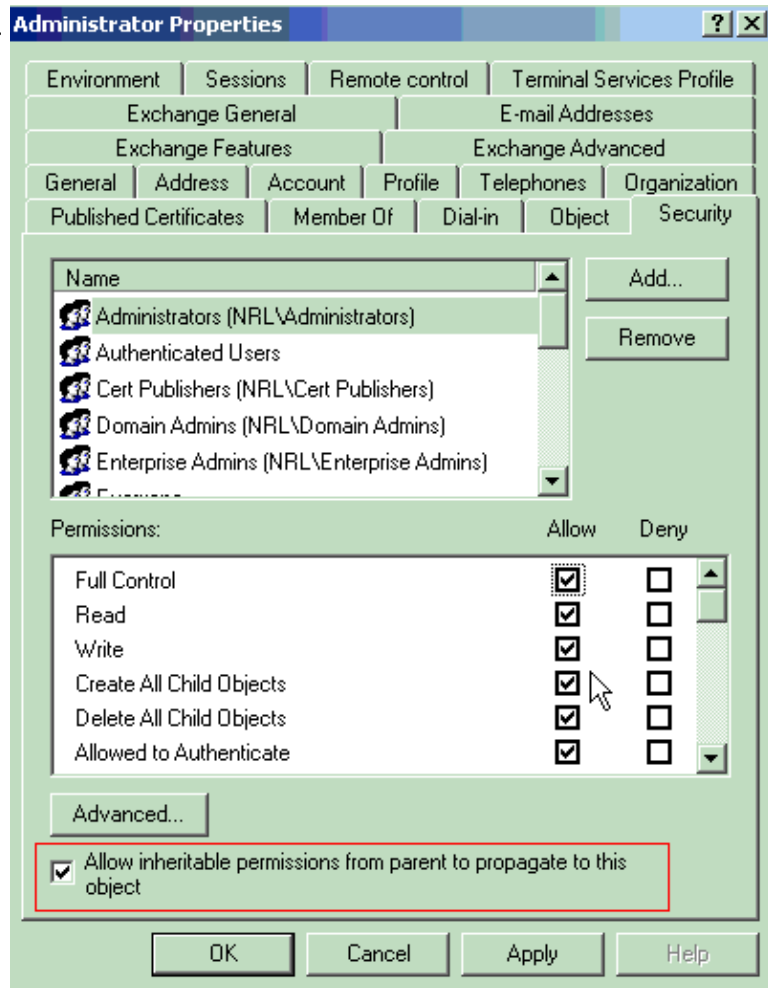 Administrator Properties
Environment Sessions Remote control Terminal Services Profile
Exchange General E-mail Addresses
Exchange Features Exchange Advanced
General Address Account Profile Telephones Organization
Published Certificates Member Of Dial-in Object Security
Name Add...
Administrators (NRL\Administrators)
Remove
Authenticated Users
Cert Publishers (NRL\Cert Publishers)
Domain Admins (NRL\Domain Admins)
Enterprise Admins (NRL\Enterprise Admins)
Permissions: Allow Deny
Full Control
Read
Write
Create All Child Objects
Delete All Child Objects
Allowed to Authenticate
Advanced...
Allow inheritable permissions from parent to propagate to this
object
OK Cancel Apply Help